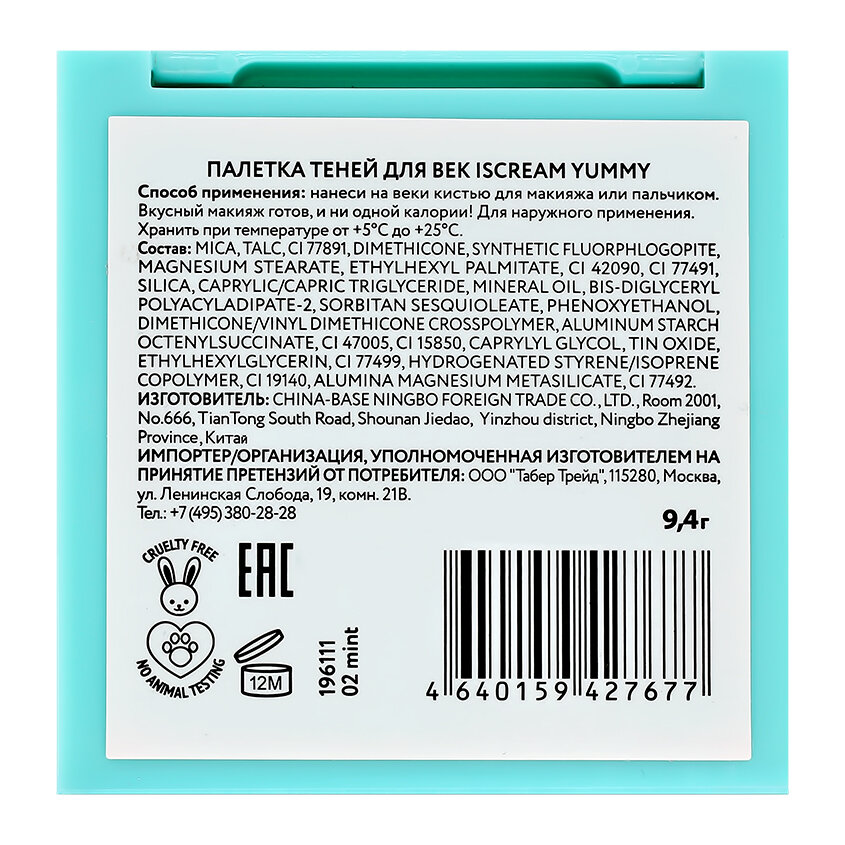 ПАЛЕТКА ТЕНЕЙ ДЛЯ ВЕК ISCREAM YUMMY
Способ применения: нанеси на веки кистью для макияжа или пальчиком.
Вкусный макияж готов, и ни одной калории! Для наружного применения.
Хранить при температуре от +5°C до +25°C.
Состав: MICA, TALC, CI 77891, DIMETHICONE, SYNTHETIC FLUORPHLOGOPITE,
MAGNESIUM STEARATE, ETHYLHEXYL PALMITATE, CI 42090, CI 77491,
SILICA, CAPRYLIC/CAPRIC TRIGLYCERIDE, MINERAL OIL, BIS-DIGLYCERYL
POLYACYLADIPATE-2, SORBITAN SESQUIOLEATE, PHENOXYETHANOL,
DIMETHICONE/VINYL DIMETHICONE CROSSPOLYMER, ALUMINUM STARCH
OCTENYLSUCCINATE, CI 47005, CI 15850, CAPRYLYL GLYCOL, TIN OXIDE,
ETHYLHEXYLGLYCERIN, CI 77499, HYDROGENATED STYRENE/ISOPRENE
COPOLYMER, CI 19140, ALUMINA MAGNESIUM METASILICATE, CI 77492.
ИЗГОТОВИТЕЛЬ: CHINA-BASE NINGBO FOREIGN TRADE CO., LTD., Room 2001,
No.666, TianTong South Road, Shounan Jiedao, Yinzhou district, Ningbo Zhejiang
Province, Китай
ИМПОРТЕР/ОРГАНИЗАЦИЯ, УПОЛНОМОЧЕННАЯ ИЗГОТОВИТЕЛЕМ НА
ПРИНЯТИЕ ПРЕТЕНЗИЙ ОТ ПОТРЕБИТЕЛЯ: ООО "Табер Трейд", 115280, Москва,
ул. Ленинская Слобода, 19, комн. 21В.
Тел.: +7 (495) 380-28-28
9,4г
CRUELTY FREE
EAC
NO ANIMAL TESTING
12M
196111
02 mint
4 640159 427677